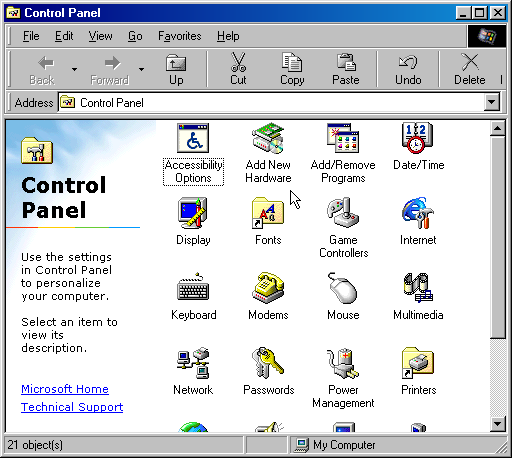 Control Panel
File Edit View Go Favorites Help
Back Forward Up Cut Copy Paste Undo Delete
Address Control Panel
Control
Panel
Use the settings
in Control Panel
to personalize
your computer.
Select an item to
view its
description.
Microsoft Home
Technical Support
Accessibility
Options
Add New
Hardware
Add/Remove
Programs
12
Date/Time
Display
Fonts
Game
Controllers
Internet
Keyboard
Modems
Mouse
Multimedia
Network
Passwords
Power
Management
Printers
21 object(s)
My Computer